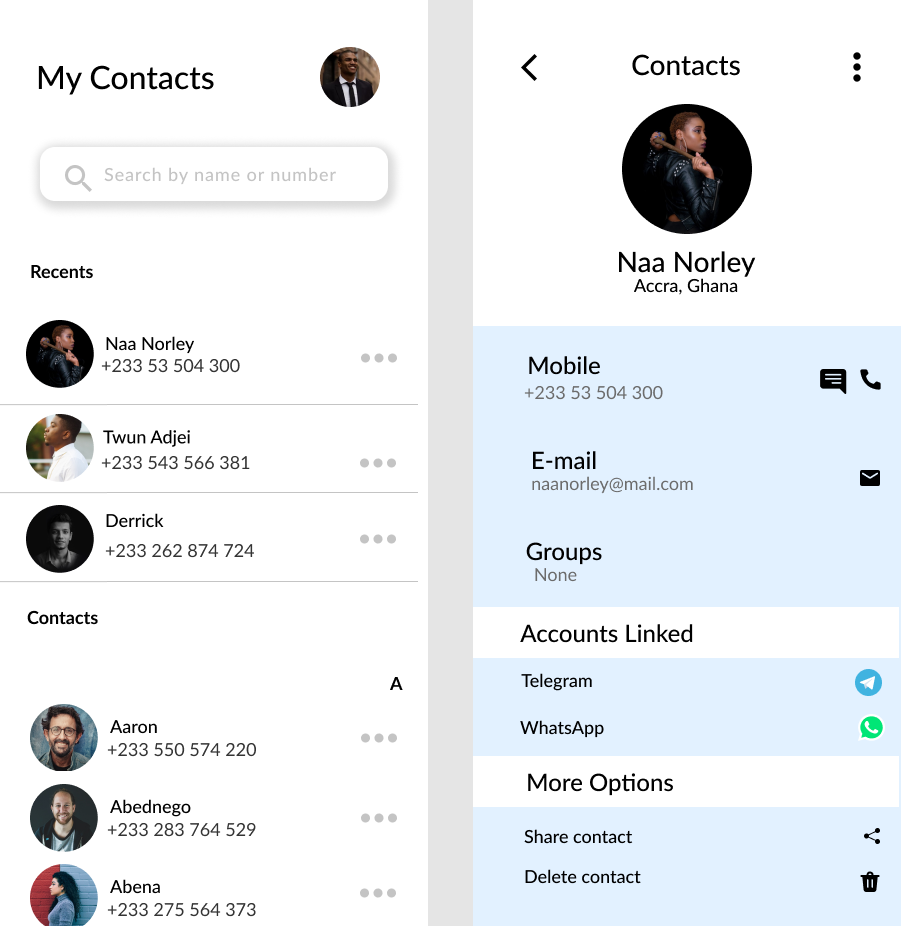 My Contacts
Search by name or number
Recents
Naa Norley
+233 53 504 300
Twun Adjei
+233 543 566 381
Derrick
+233 262 874 724
Contacts
A
Aaron
+233 550 574 220
Abednego
+233 283 764 529
Abena
+233 275 564 373
Contacts
Naa Norley
Accra, Ghana
Mobile
+233 53 504 300
E-mail
naanorley@mail.com
Groups
None
Accounts Linked
Telegram
WhatsApp
More Options
Share contact
Delete contact